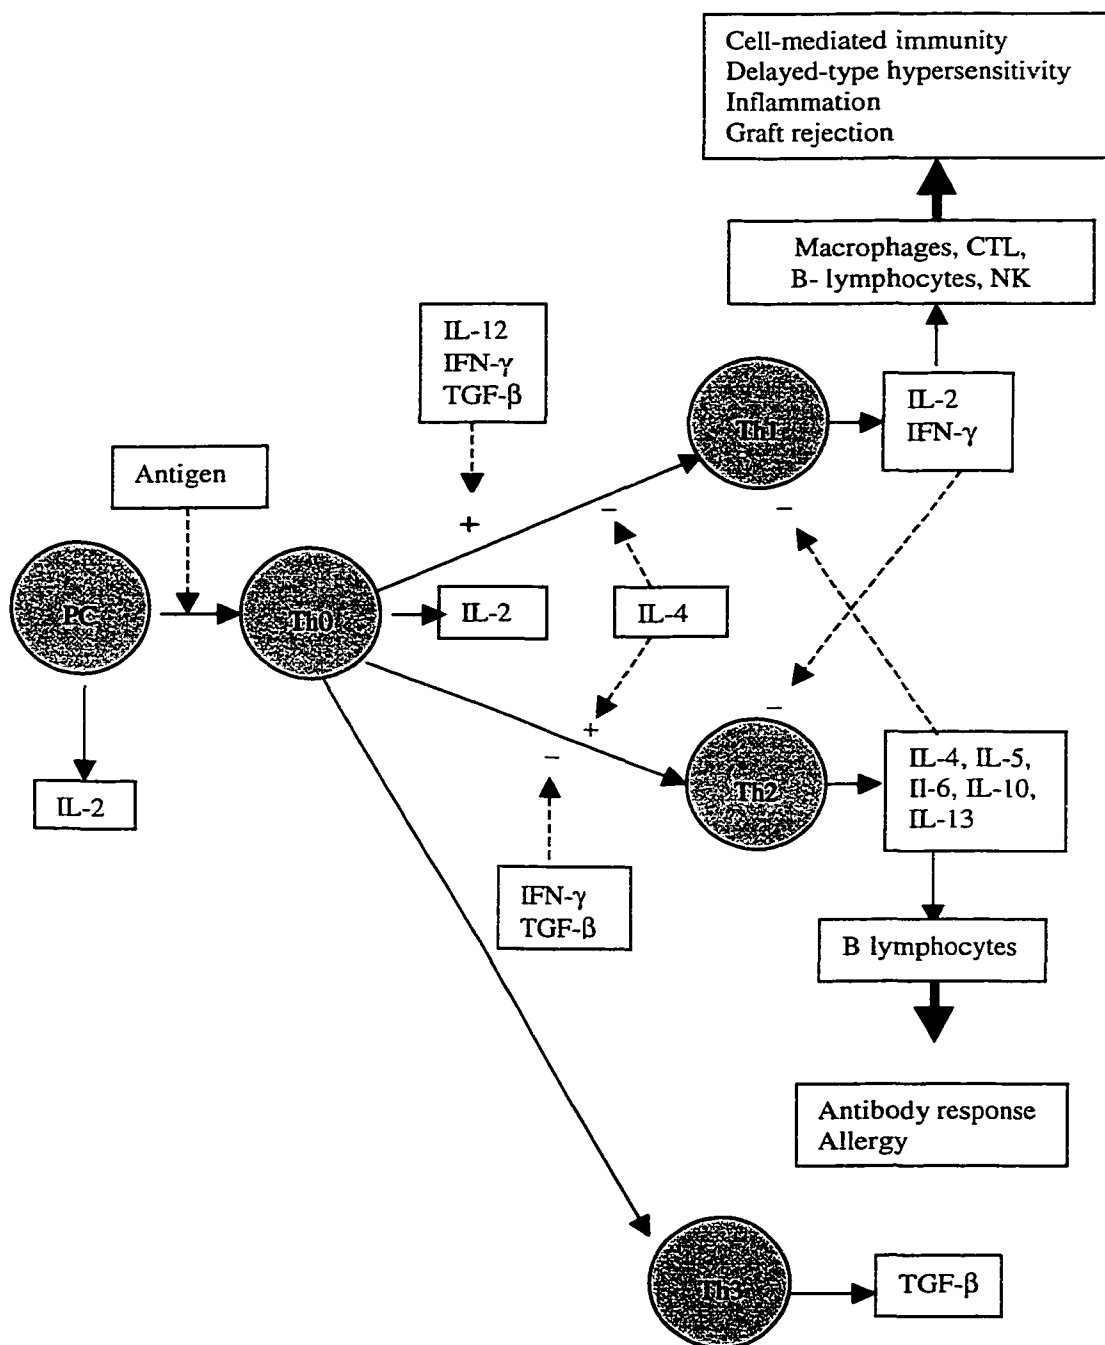 Cell-mediated immunity
Delayed-type hypersensitivity
Inflammation
Graft rejection
Macrophages, CTL,
B- lymphocytes, NK
IL-12
IFN-γ
TGF-β
Th1
IL-2
IFN-γ
Antigen
+
−
−
PC
Th0
IL-2
IL-4
IL-2
+
−
−
Th2
IL-4, IL-5,
Il-6, IL-10,
IL-13
IFN-γ
TGF-β
B lymphocytes
Antibody response
Allergy
Th3
TGF-β